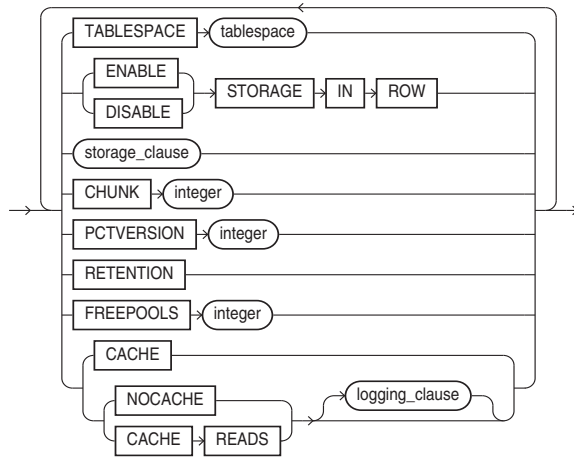 TABLESPACE tablespace
ENABLE
STORAGE IN ROW
DISABLE
storage_clause
CHUNK integer
PCTVERSION integer
RETENTION
FREEPOOLS integer
CACHE
NOCACHE
logging_clause
CACHE READS